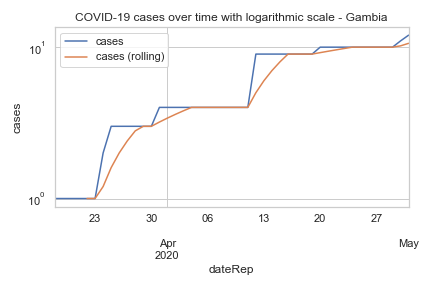 COVID-19 cases over time with logarithmic scale - Gambia
cases
cases (rolling)
cases
10¹
10⁰
23 30 06 13 20 27
Apr May
2020
dateRep